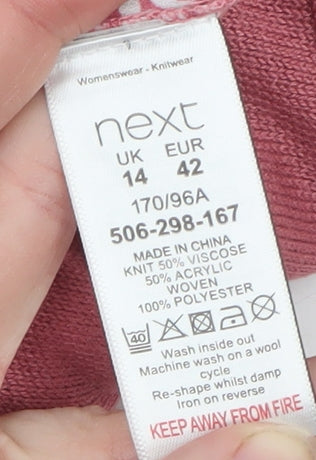 Womenswear - Knitwear
next
UK EUR
14 42
170/96A
506-298-167
MADE IN CHINA
KNIT 50% VISCOSE
50% ACRYLIC
WOVEN
100% POLYESTER
40
Wash inside out
Machine wash on a wool
cycle
Re-shape whilst damp
Iron on reverse
KEEP AWAY FROM FIRE